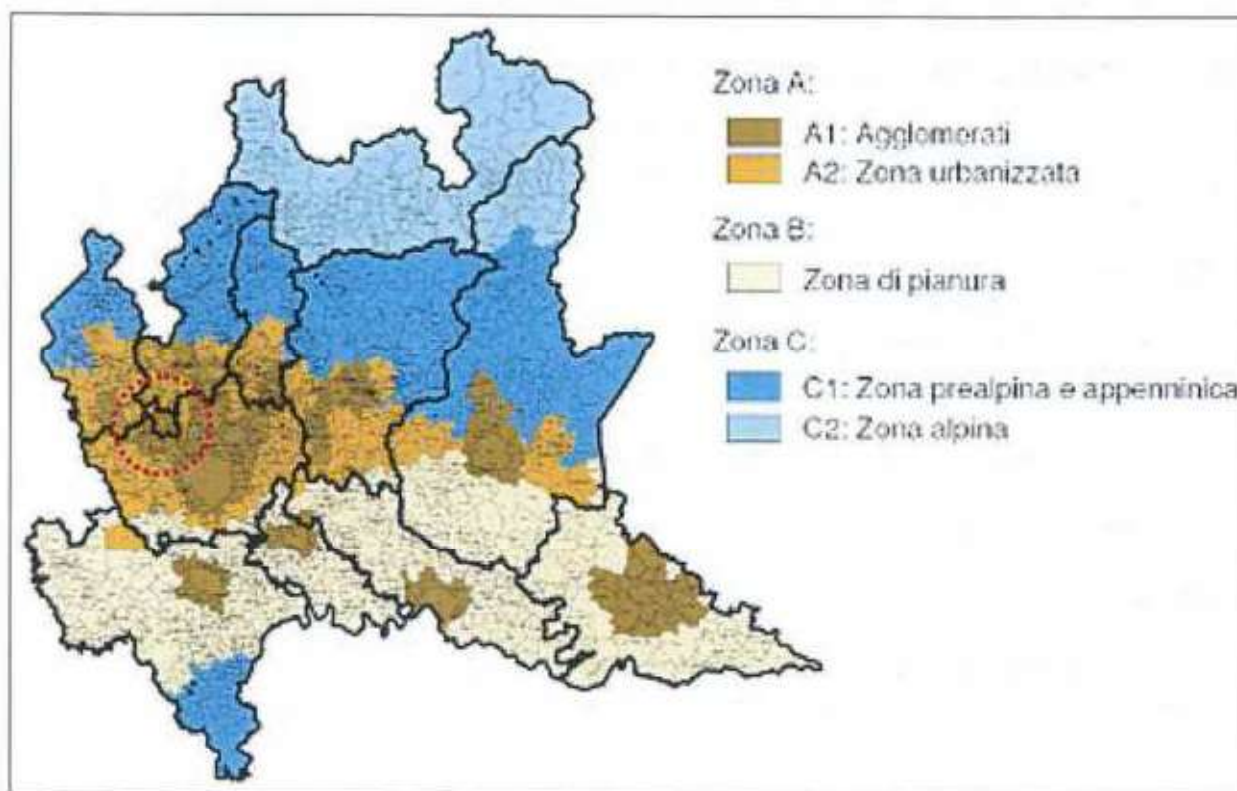 Zona A:
A1: Agglomerati
A2: Zona urbanizzata
Zona B:
Zona di pianura
Zona C:
C1: Zona prealpina e appenninica
C2: Zona alpina